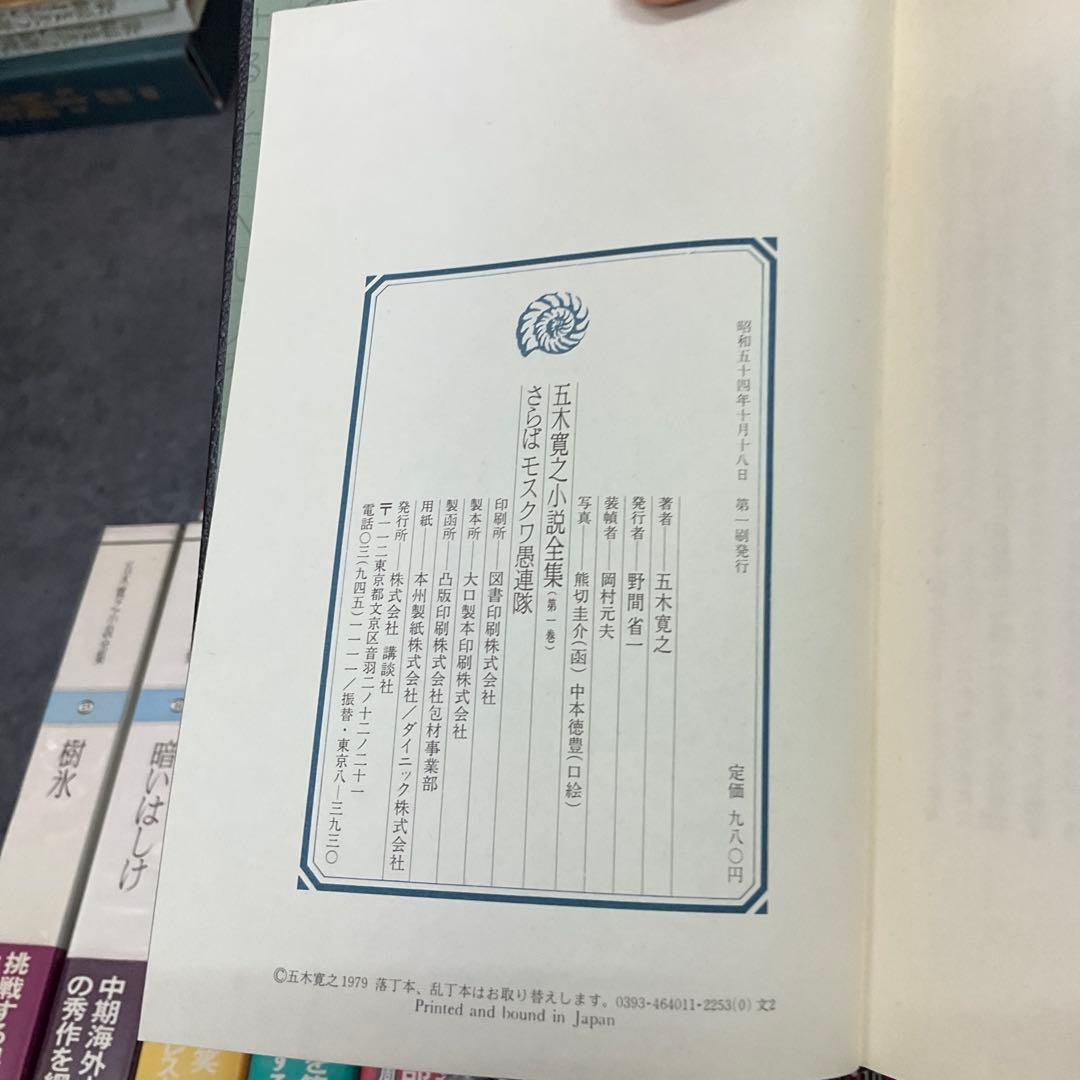 昭和五十四年十月十八日　第一刷発行
定価　九八〇円
五木寛之小説全集(第一巻)
さらばモスクワ愚連隊
著者――五木寛之
発行者――野間省一
装幀者――岡村元夫
写真――熊切圭介(函)中本徳豊(口絵)
印刷所――図書印刷株式会社
製本所――大口製本印刷株式会社
製函所――凸版印刷株式会社包材事業部
用紙――本州製紙株式会社/ダイニック株式会社
発行所――株式会社 講談社
〒一一二東京都文京区音羽二ノ十二ノ二十一
電話〇三(九四五)一一一一/振替・東京八―三九三〇
©五木寛之1979 落丁本、乱丁本はお取り替えします。0393-464011-2253(0) 文2
Printed and bound in Japan
五木寛之小説全集
樹氷
暗いはしけ
挑戦する
中期海外
の秀作を